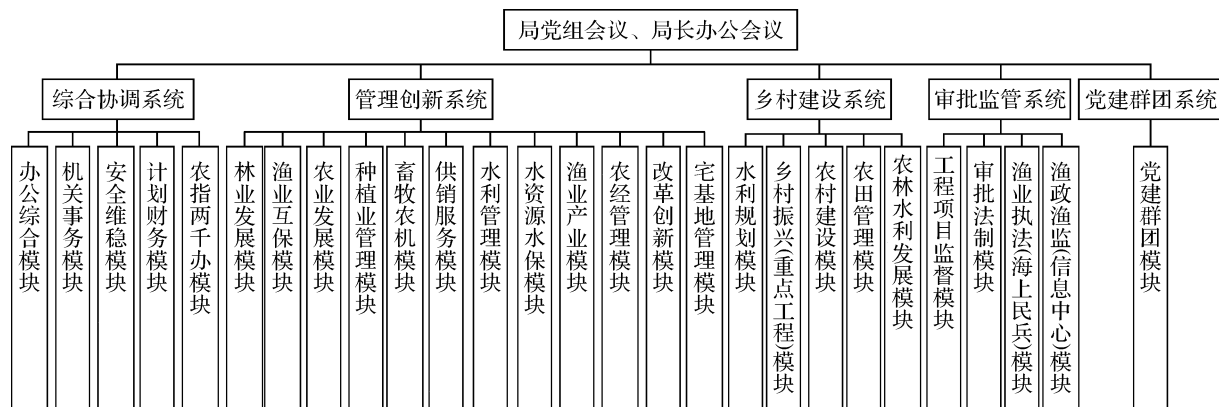 局党组会议、局长办公会议
综合协调系统
管理创新系统
乡村建设系统
审批监管系统
党建群团系统
办公综合模块
机关事务模块
安全维稳模块
计划财务模块
农指两千办模块
林业发展模块
渔业互保模块
农业发展模块
种植业管理模块
畜牧农机模块
供销服务模块
水利管理模块
水资源水保模块
渔业产业模块
农经管理模块
改革创新模块
宅基地管理模块
水利规划模块
乡村振兴(重点工程)模块
农村建设模块
农田管理模块
农林水利发展模块
工程项目监督模块
审批法制模块
渔业执法(海上民兵)模块
渔政渔监(信息中心)模块
党建群团模块